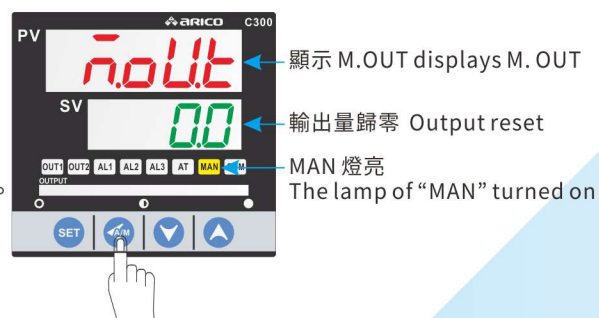 arico C300
PV
M.oUt
顯示 M.OUT displays M. OUT
SV
0.0
輸出量歸零 Output reset
OUT1 OUT2 AL1 AL2 AL3 AT MAN
MAN 燈亮
The lamp of “MAN” turned on
OUTPUT
。
SET
A/M